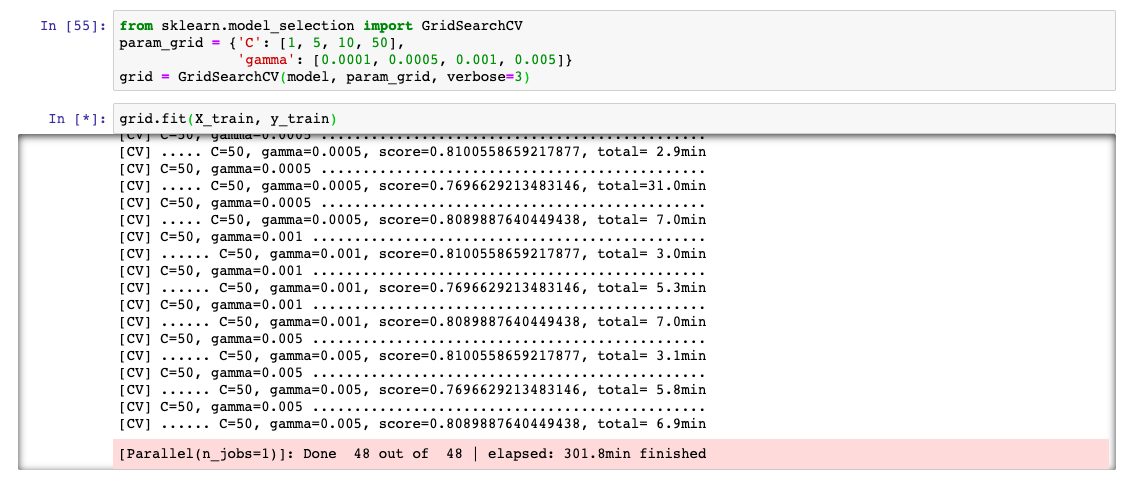 In [55]: from sklearn.model_selection import GridSearchCV
param_grid = {'C': [1, 5, 10, 50],
'gamma': [0.0001, 0.0005, 0.001, 0.005]}
grid = GridSearchCV(model, param_grid, verbose=3)
In [*]: grid.fit(X_train, y_train)
[CV] C=50, gamma=0.0005 ..............................................
[CV] ..... C=50, gamma=0.0005, score=0.8100558659217877, total= 2.9min
[CV] C=50, gamma=0.0005 ..............................................
[CV] ..... C=50, gamma=0.0005, score=0.7696629213483146, total=31.0min
[CV] C=50, gamma=0.0005 ..............................................
[CV] ..... C=50, gamma=0.0005, score=0.8089887640449438, total= 7.0min
[CV] C=50, gamma=0.001 ...............................................
[CV] ...... C=50, gamma=0.001, score=0.8100558659217877, total= 3.0min
[CV] C=50, gamma=0.001 ...............................................
[CV] ...... C=50, gamma=0.001, score=0.7696629213483146, total= 5.3min
[CV] C=50, gamma=0.001 ...............................................
[CV] ...... C=50, gamma=0.001, score=0.8089887640449438, total= 7.0min
[CV] C=50, gamma=0.005 ...............................................
[CV] ...... C=50, gamma=0.005, score=0.8100558659217877, total= 3.1min
[CV] C=50, gamma=0.005 ...............................................
[CV] ...... C=50, gamma=0.005, score=0.7696629213483146, total= 5.8min
[CV] C=50, gamma=0.005 ...............................................
[CV] ...... C=50, gamma=0.005, score=0.8089887640449438, total= 6.9min
[Parallel(n_jobs=1)]: Done  48 out of  48 | elapsed: 301.8min finished